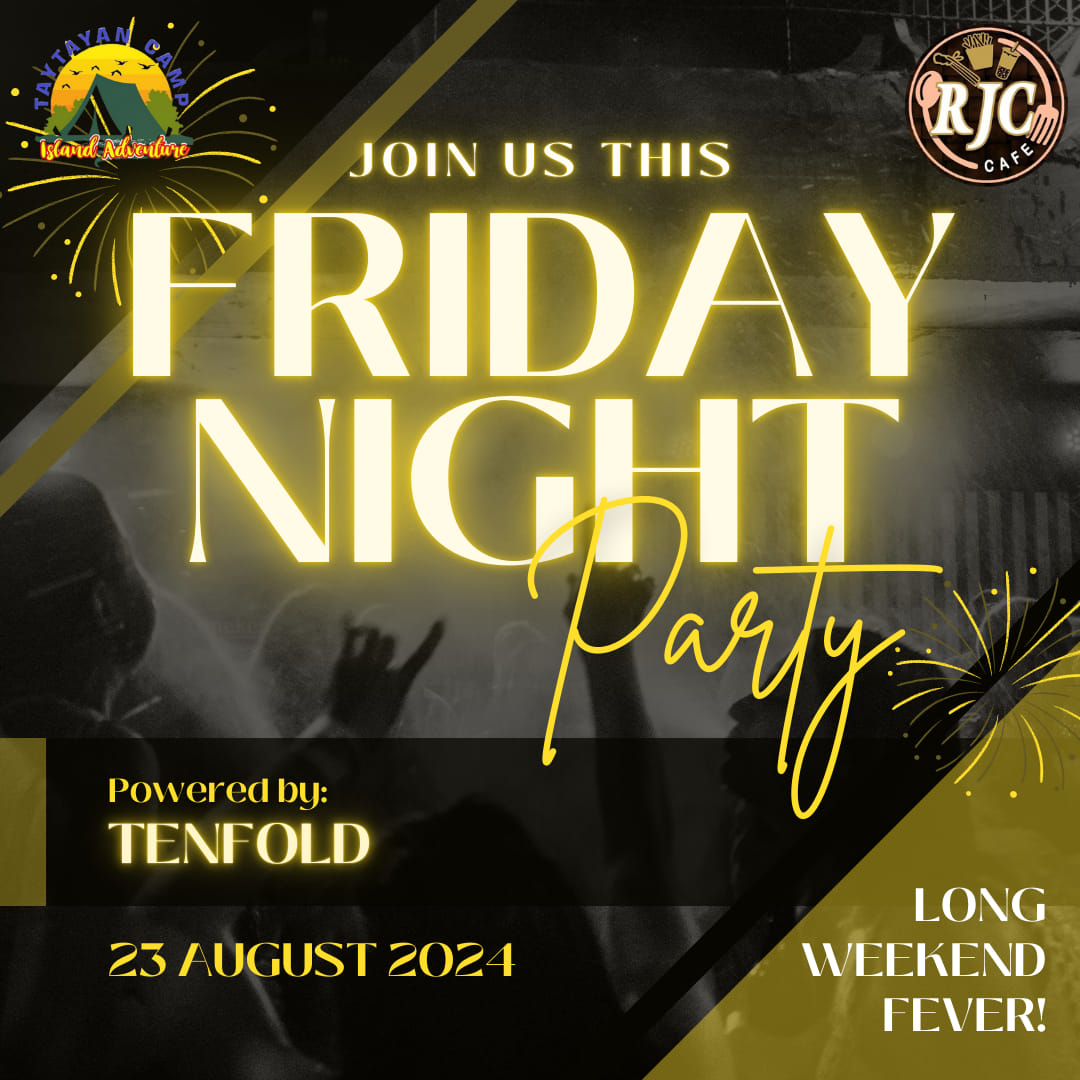 TAYTAYAN CAMP
Island Adventure
RJC
CAFE
JOIN US THIS
FRIDAY
NIGHT
Party
Powered by:
TENFOLD
23 AUGUST 2024
LONG
WEEKEND
FEVER!